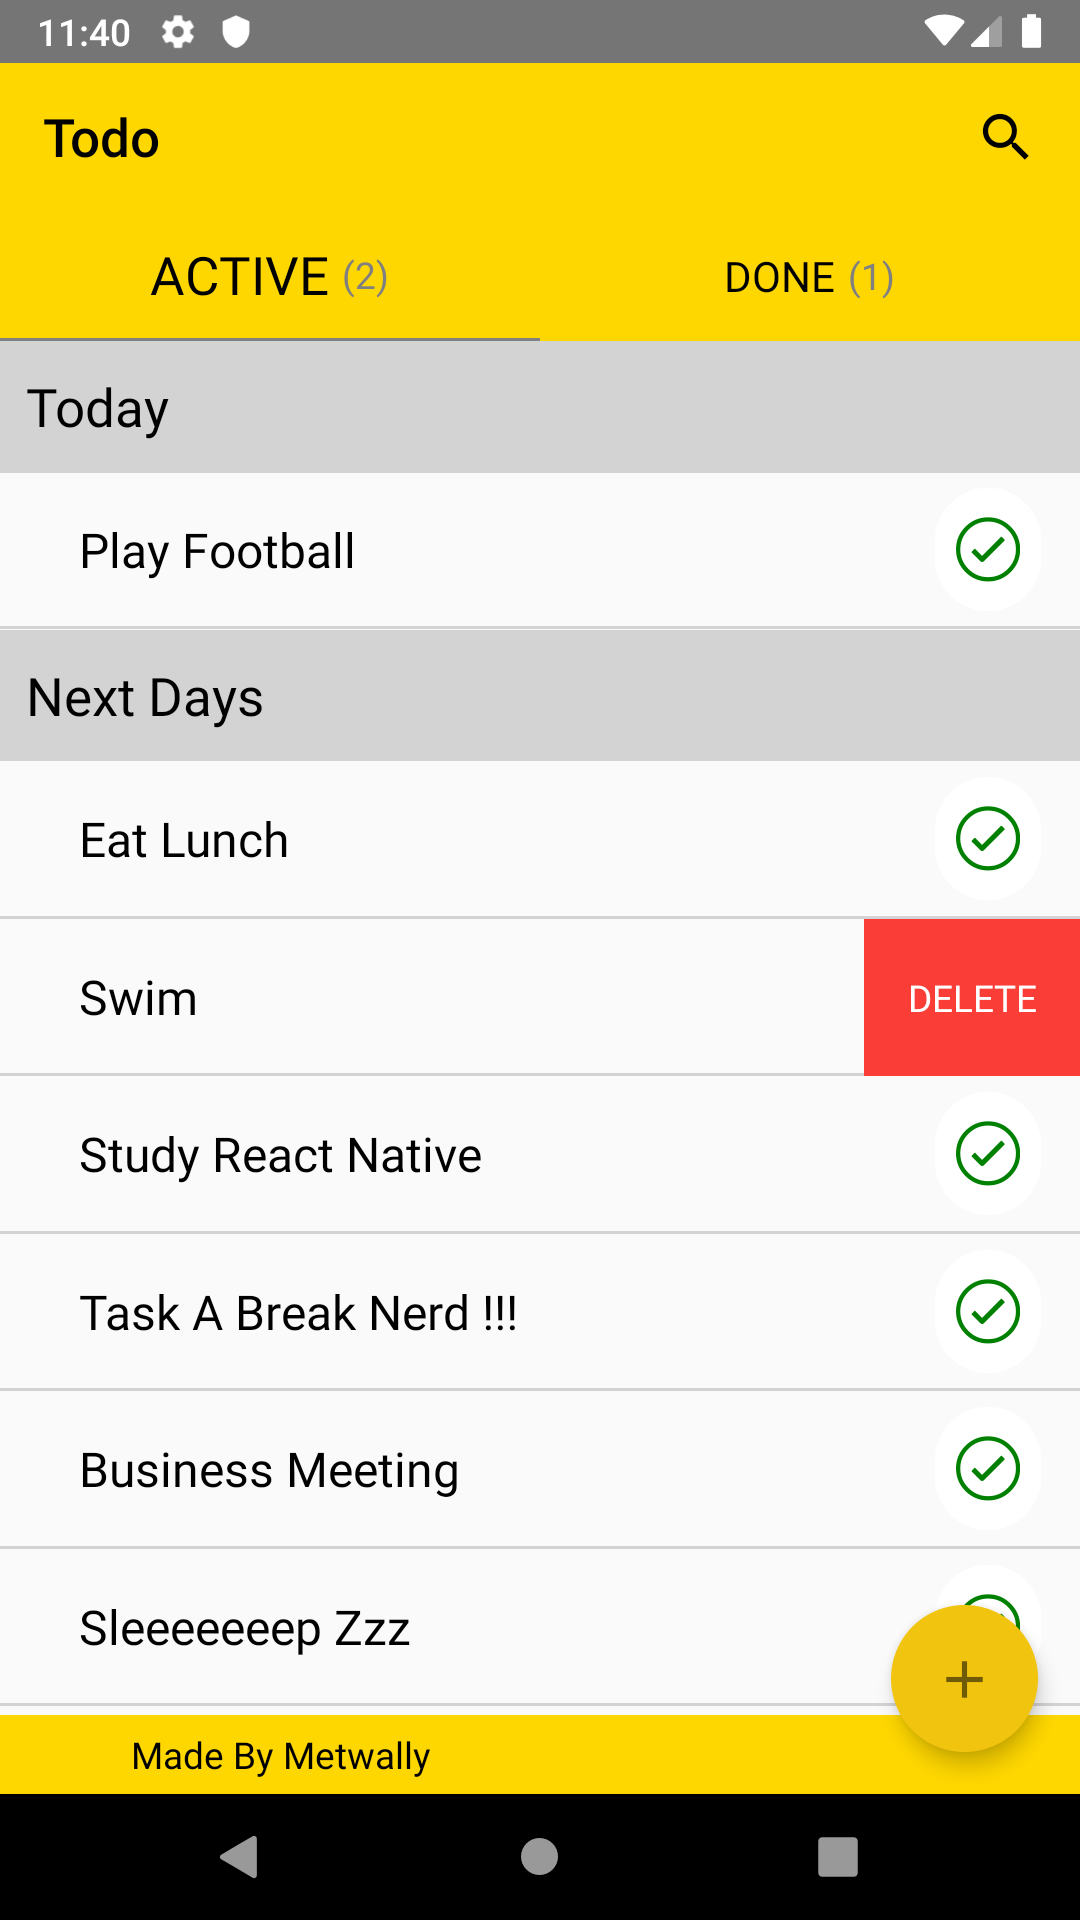 11:40
Todo
ACTIVE (2) DONE (1)
Today
Play Football
Next Days
Eat Lunch
Swim DELETE
Study React Native
Task A Break Nerd !!!
Business Meeting
Sleeeeeeep Zzz
Made By Metwally